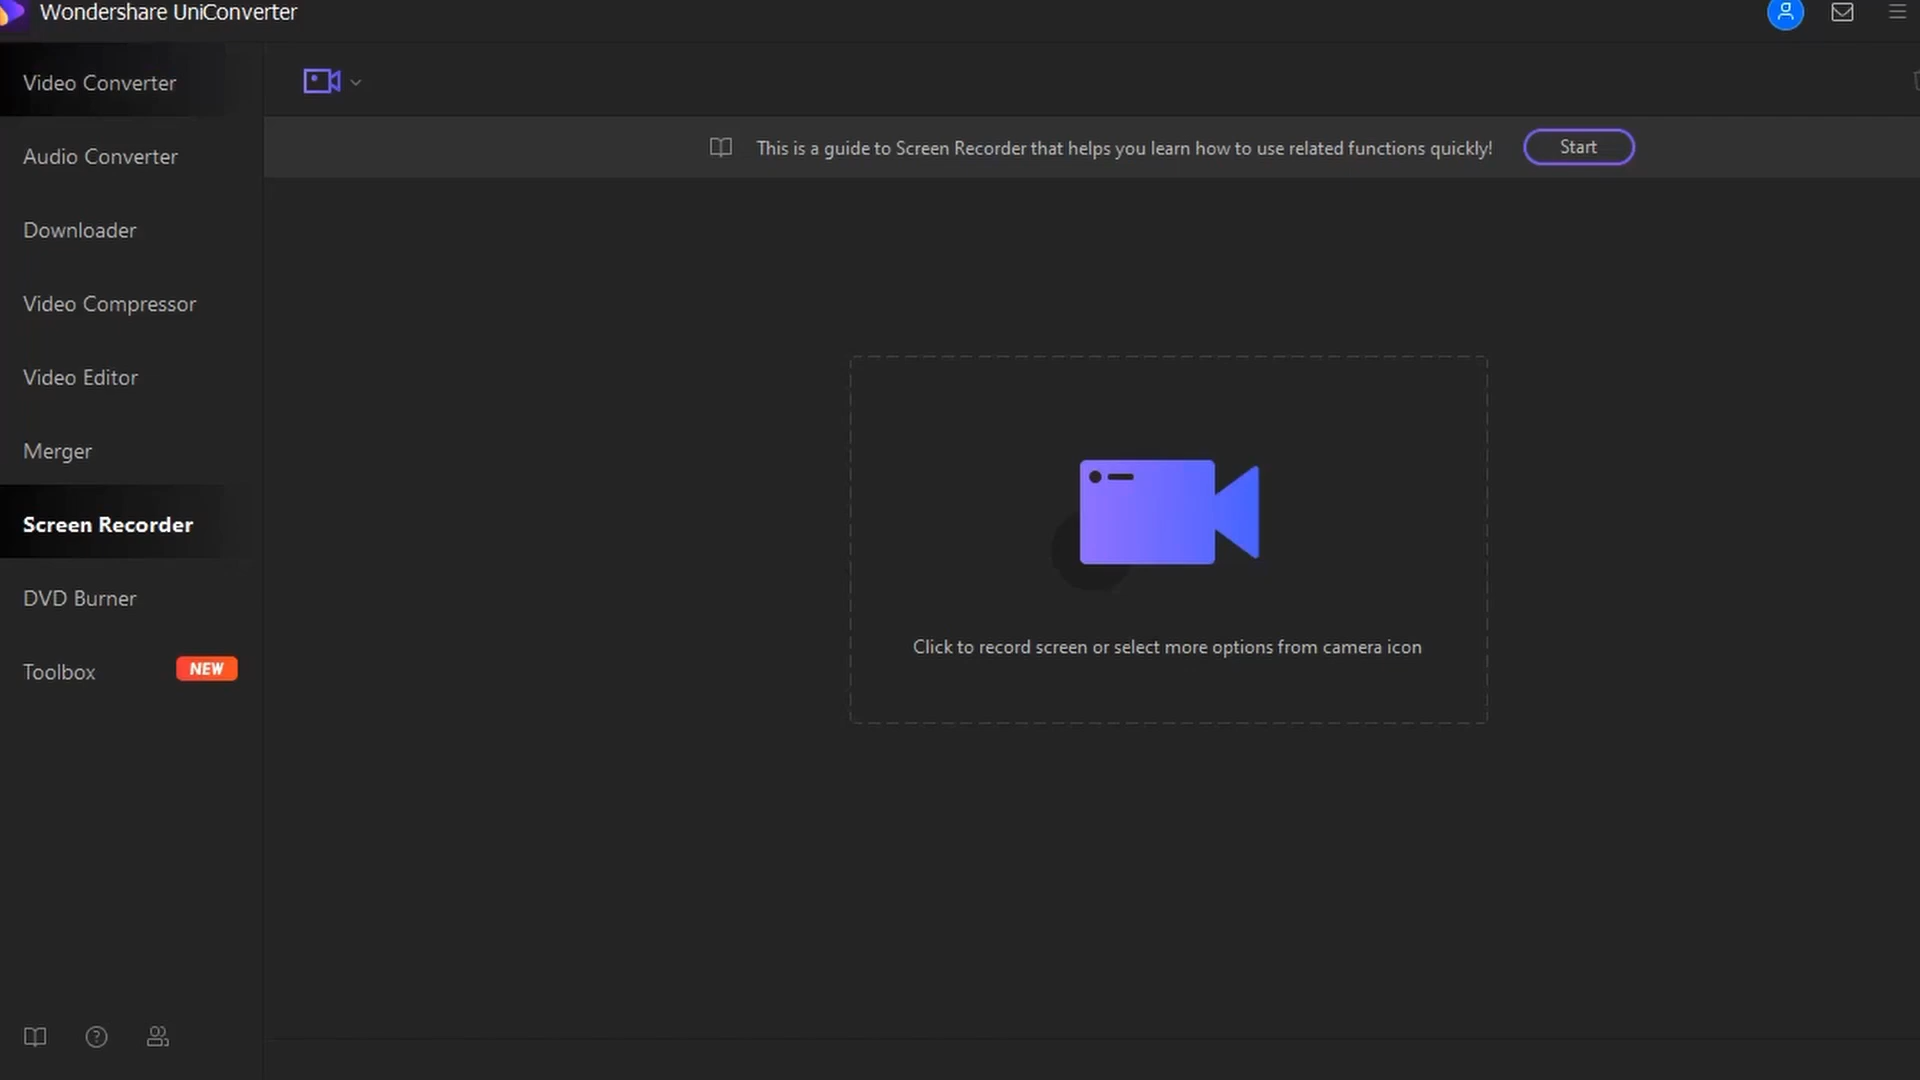 Wondershare UniConverter
Video Converter
Audio Converter
Downloader
Video Compressor
Video Editor
Merger
Screen Recorder
DVD Burner
Toolbox NEW
This is a guide to Screen Recorder that helps you learn how to use related functions quickly! Start
Click to record screen or select more options from camera icon